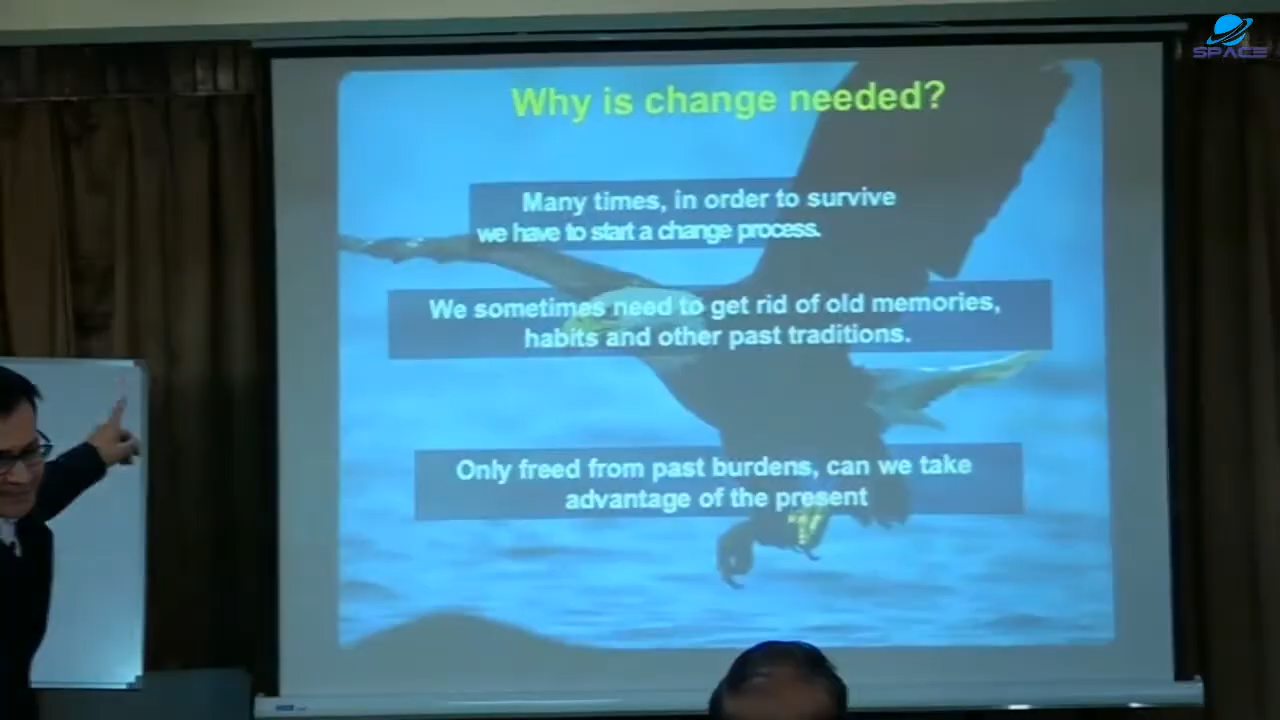 SPACE
Why is change needed?
Many times, in order to survive
we have to start a change process.
We sometimes need to get rid of old memories,
habits and other past traditions.
Only freed from past burdens, can we take
advantage of the present